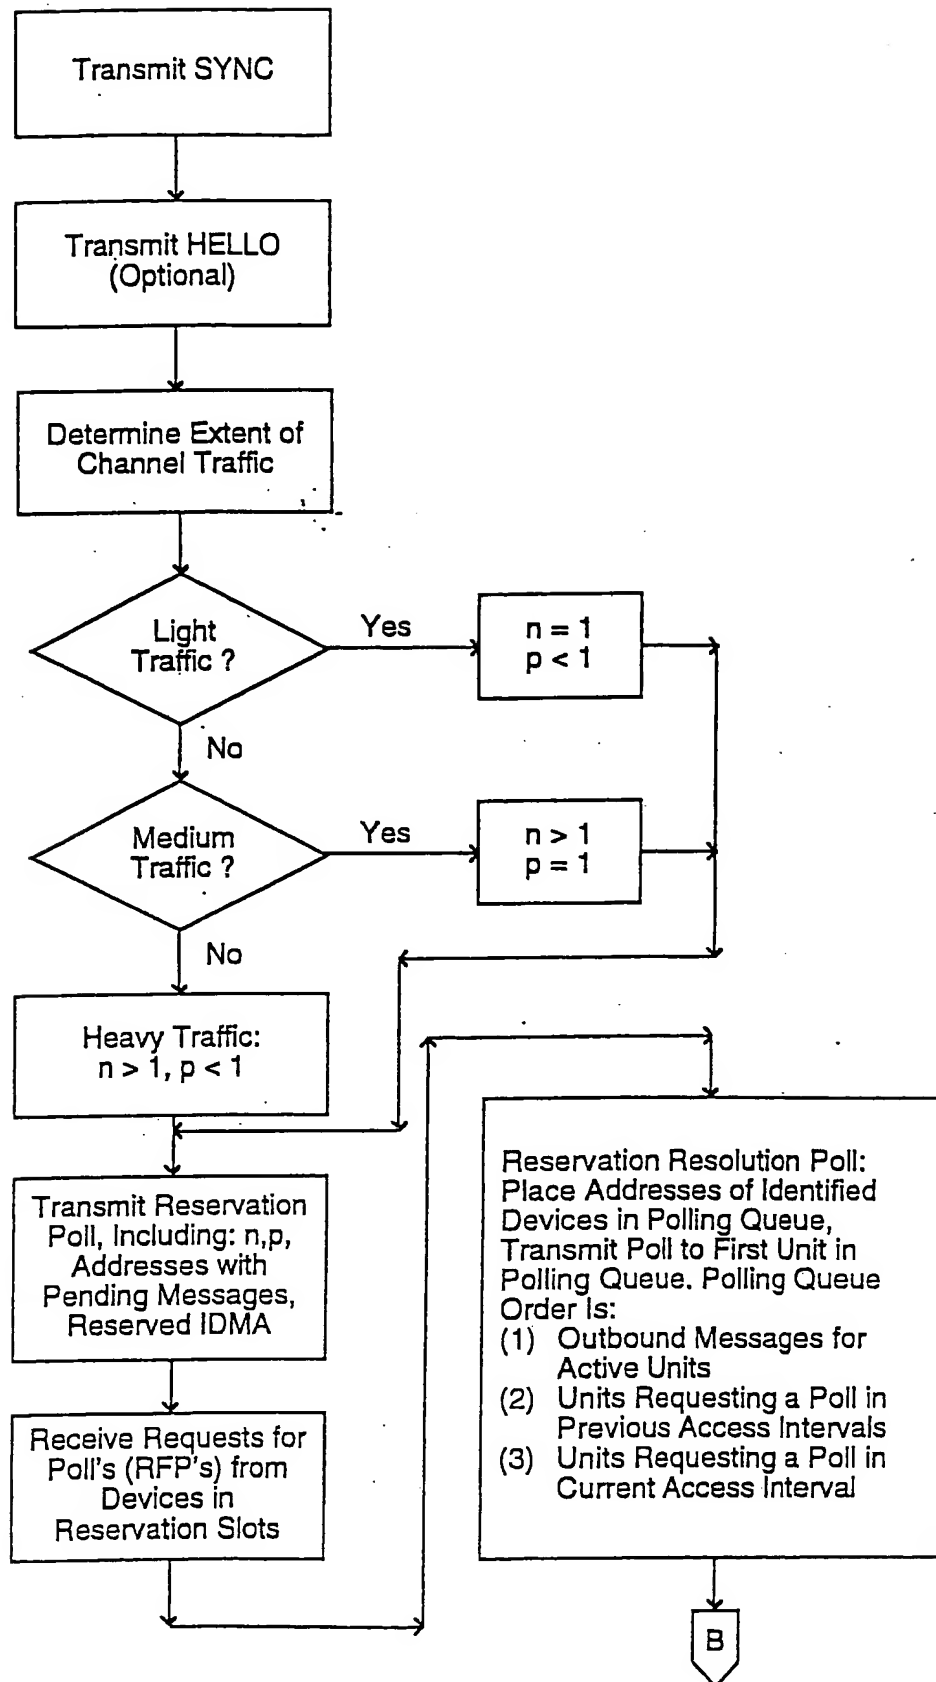 Transmit SYNC
Transmit HELLO
(Optional)
Determine Extent of
Channel Traffic
Light
Traffic ?
Yes
n = 1
p < 1
No
Medium
Traffic ?
Yes
n > 1
p = 1
No
Heavy Traffic:
n > 1, p < 1
Transmit Reservation
Poll, Including: n,p,
Addresses with
Pending Messages,
Reserved IDMA
Receive Requests for
Poll's (RFP's) from
Devices in
Reservation Slots
Reservation Resolution Poll:
Place Addresses of Identified
Devices in Polling Queue,
Transmit Poll to First Unit in
Polling Queue. Polling Queue
Order Is:
(1) Outbound Messages for
Active Units
(2) Units Requesting a Poll in
Previous Access Intervals
(3) Units Requesting a Poll in
Current Access Interval
B